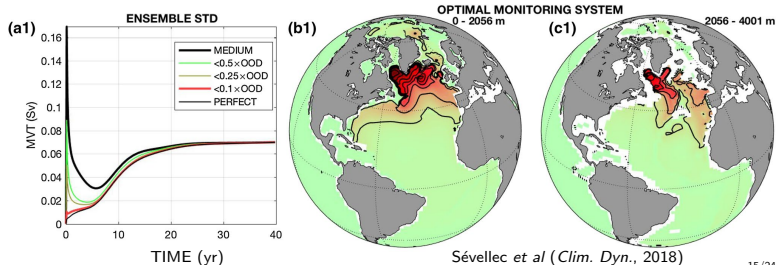 ENSEMBLE STD
(a1)
0.16
0.14
0.12
0.1
0.08
0.06
0.04
0.02
0
MVT (Sv)
MEDIUM
<0.5×OOD
<0.25×OOD
<0.1×OOD
PERFECT
0 10 20 30 40
TIME (yr)
OPTIMAL MONITORING SYSTEM
(b1) 0 - 2056 m
(c1) 2056 - 4001 m
Sévellec et al (Clim. Dyn., 2018)
15/24